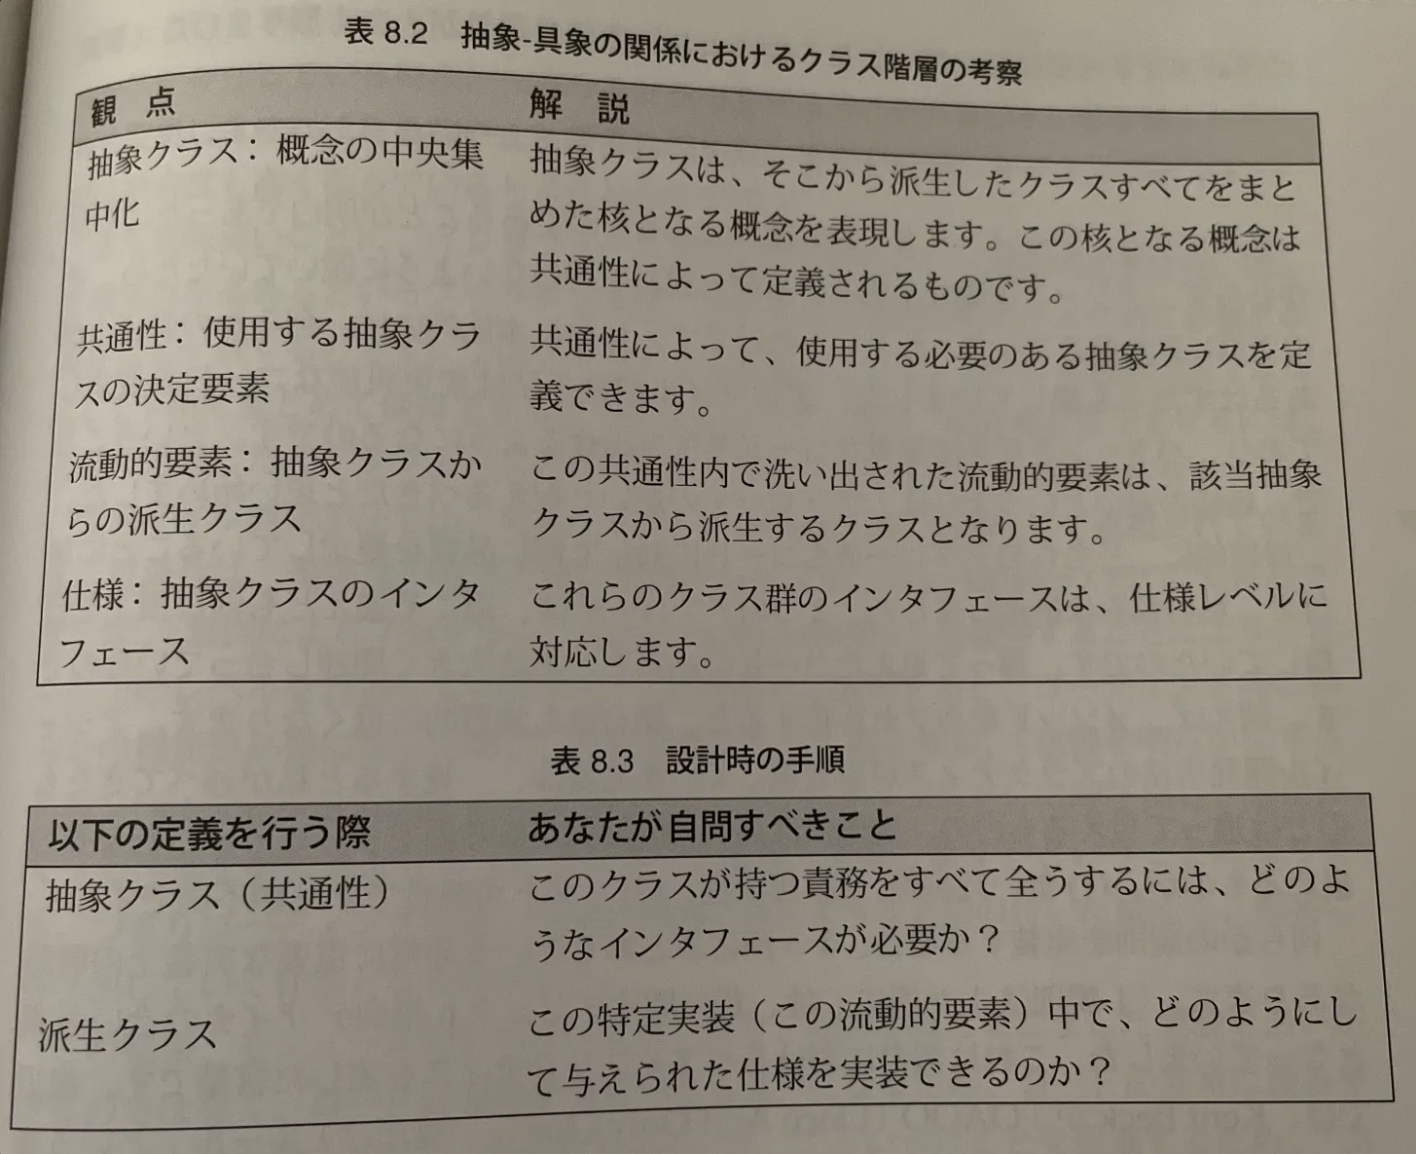 表 8.2　抽象-具象の関係におけるクラス階層の考察
観　点　　解　説
抽象クラス：概念の中央集
中化
抽象クラスは、そこから派生したクラスすべてをまと
めた核となる概念を表現します。この核となる概念は
共通性によって定義されるものです。
共通性：使用する抽象クラ
スの決定要素
共通性によって、使用する必要のある抽象クラスを定
義できます。
流動的要素：抽象クラスか
らの派生クラス
この共通性内で洗い出された流動的要素は、該当抽象
クラスから派生するクラスとなります。
仕様：抽象クラスのインタ
フェース
これらのクラス群のインタフェースは、仕様レベルに
対応します。
表 8.3　設計時の手順
以下の定義を行う際　　あなたが自問すべきこと
抽象クラス（共通性）
このクラスが持つ責務をすべて全うするには、どのよ
うなインタフェースが必要か？
派生クラス
この特定実装（この流動的要素）中で、どのようにし
て与えられた仕様を実装できるのか？